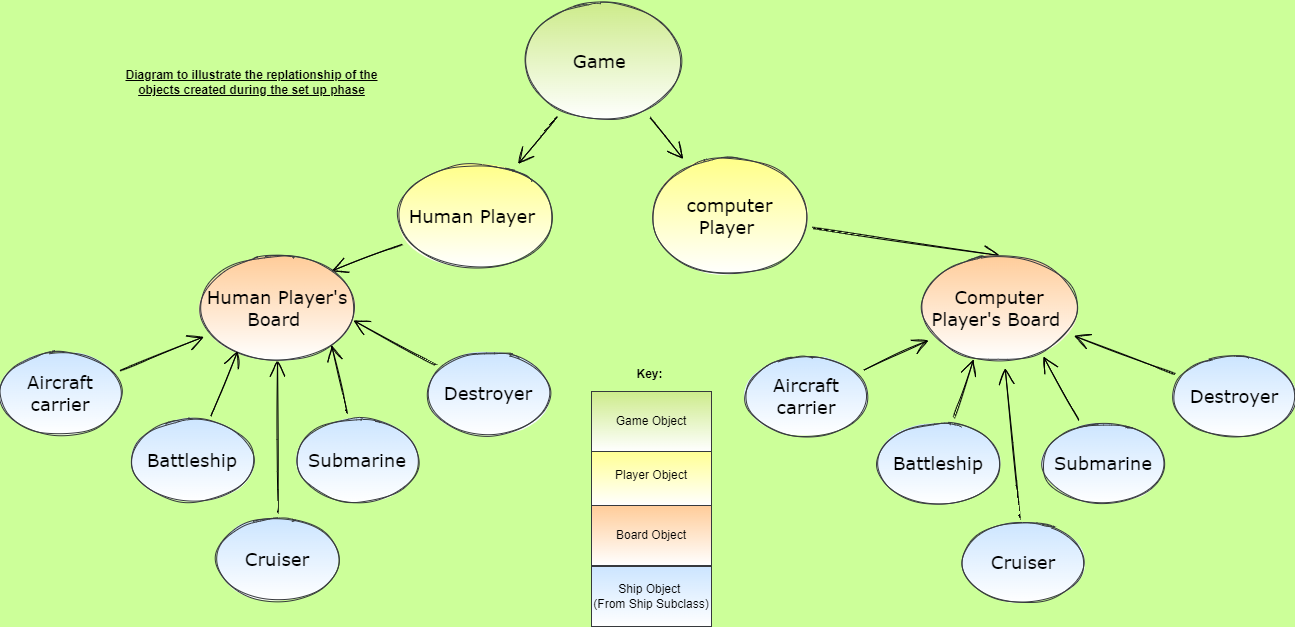 Game
Diagram to illustrate the replationship of the
objects created during the set up phase
Human Player
computer
Player
Human Player's
Board
Computer
Player's Board
Aircraft
carrier
Battleship
Cruiser
Submarine
Destroyer
Aircraft
carrier
Battleship
Cruiser
Submarine
Destroyer
Key:
Game Object
Player Object
Board Object
Ship Object
(From Ship Subclass)